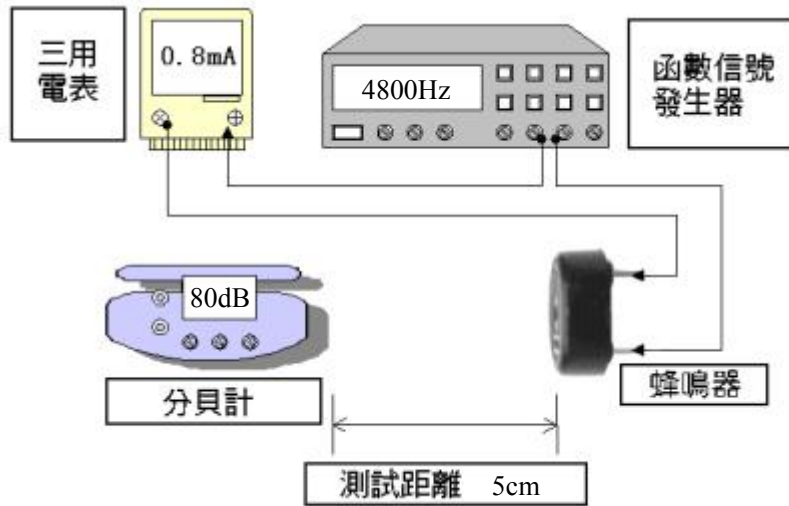 三用
電表
0.8mA
4800Hz
函數信號
發生器
80dB
分貝計
蜂鳴器
測試距離 5cm